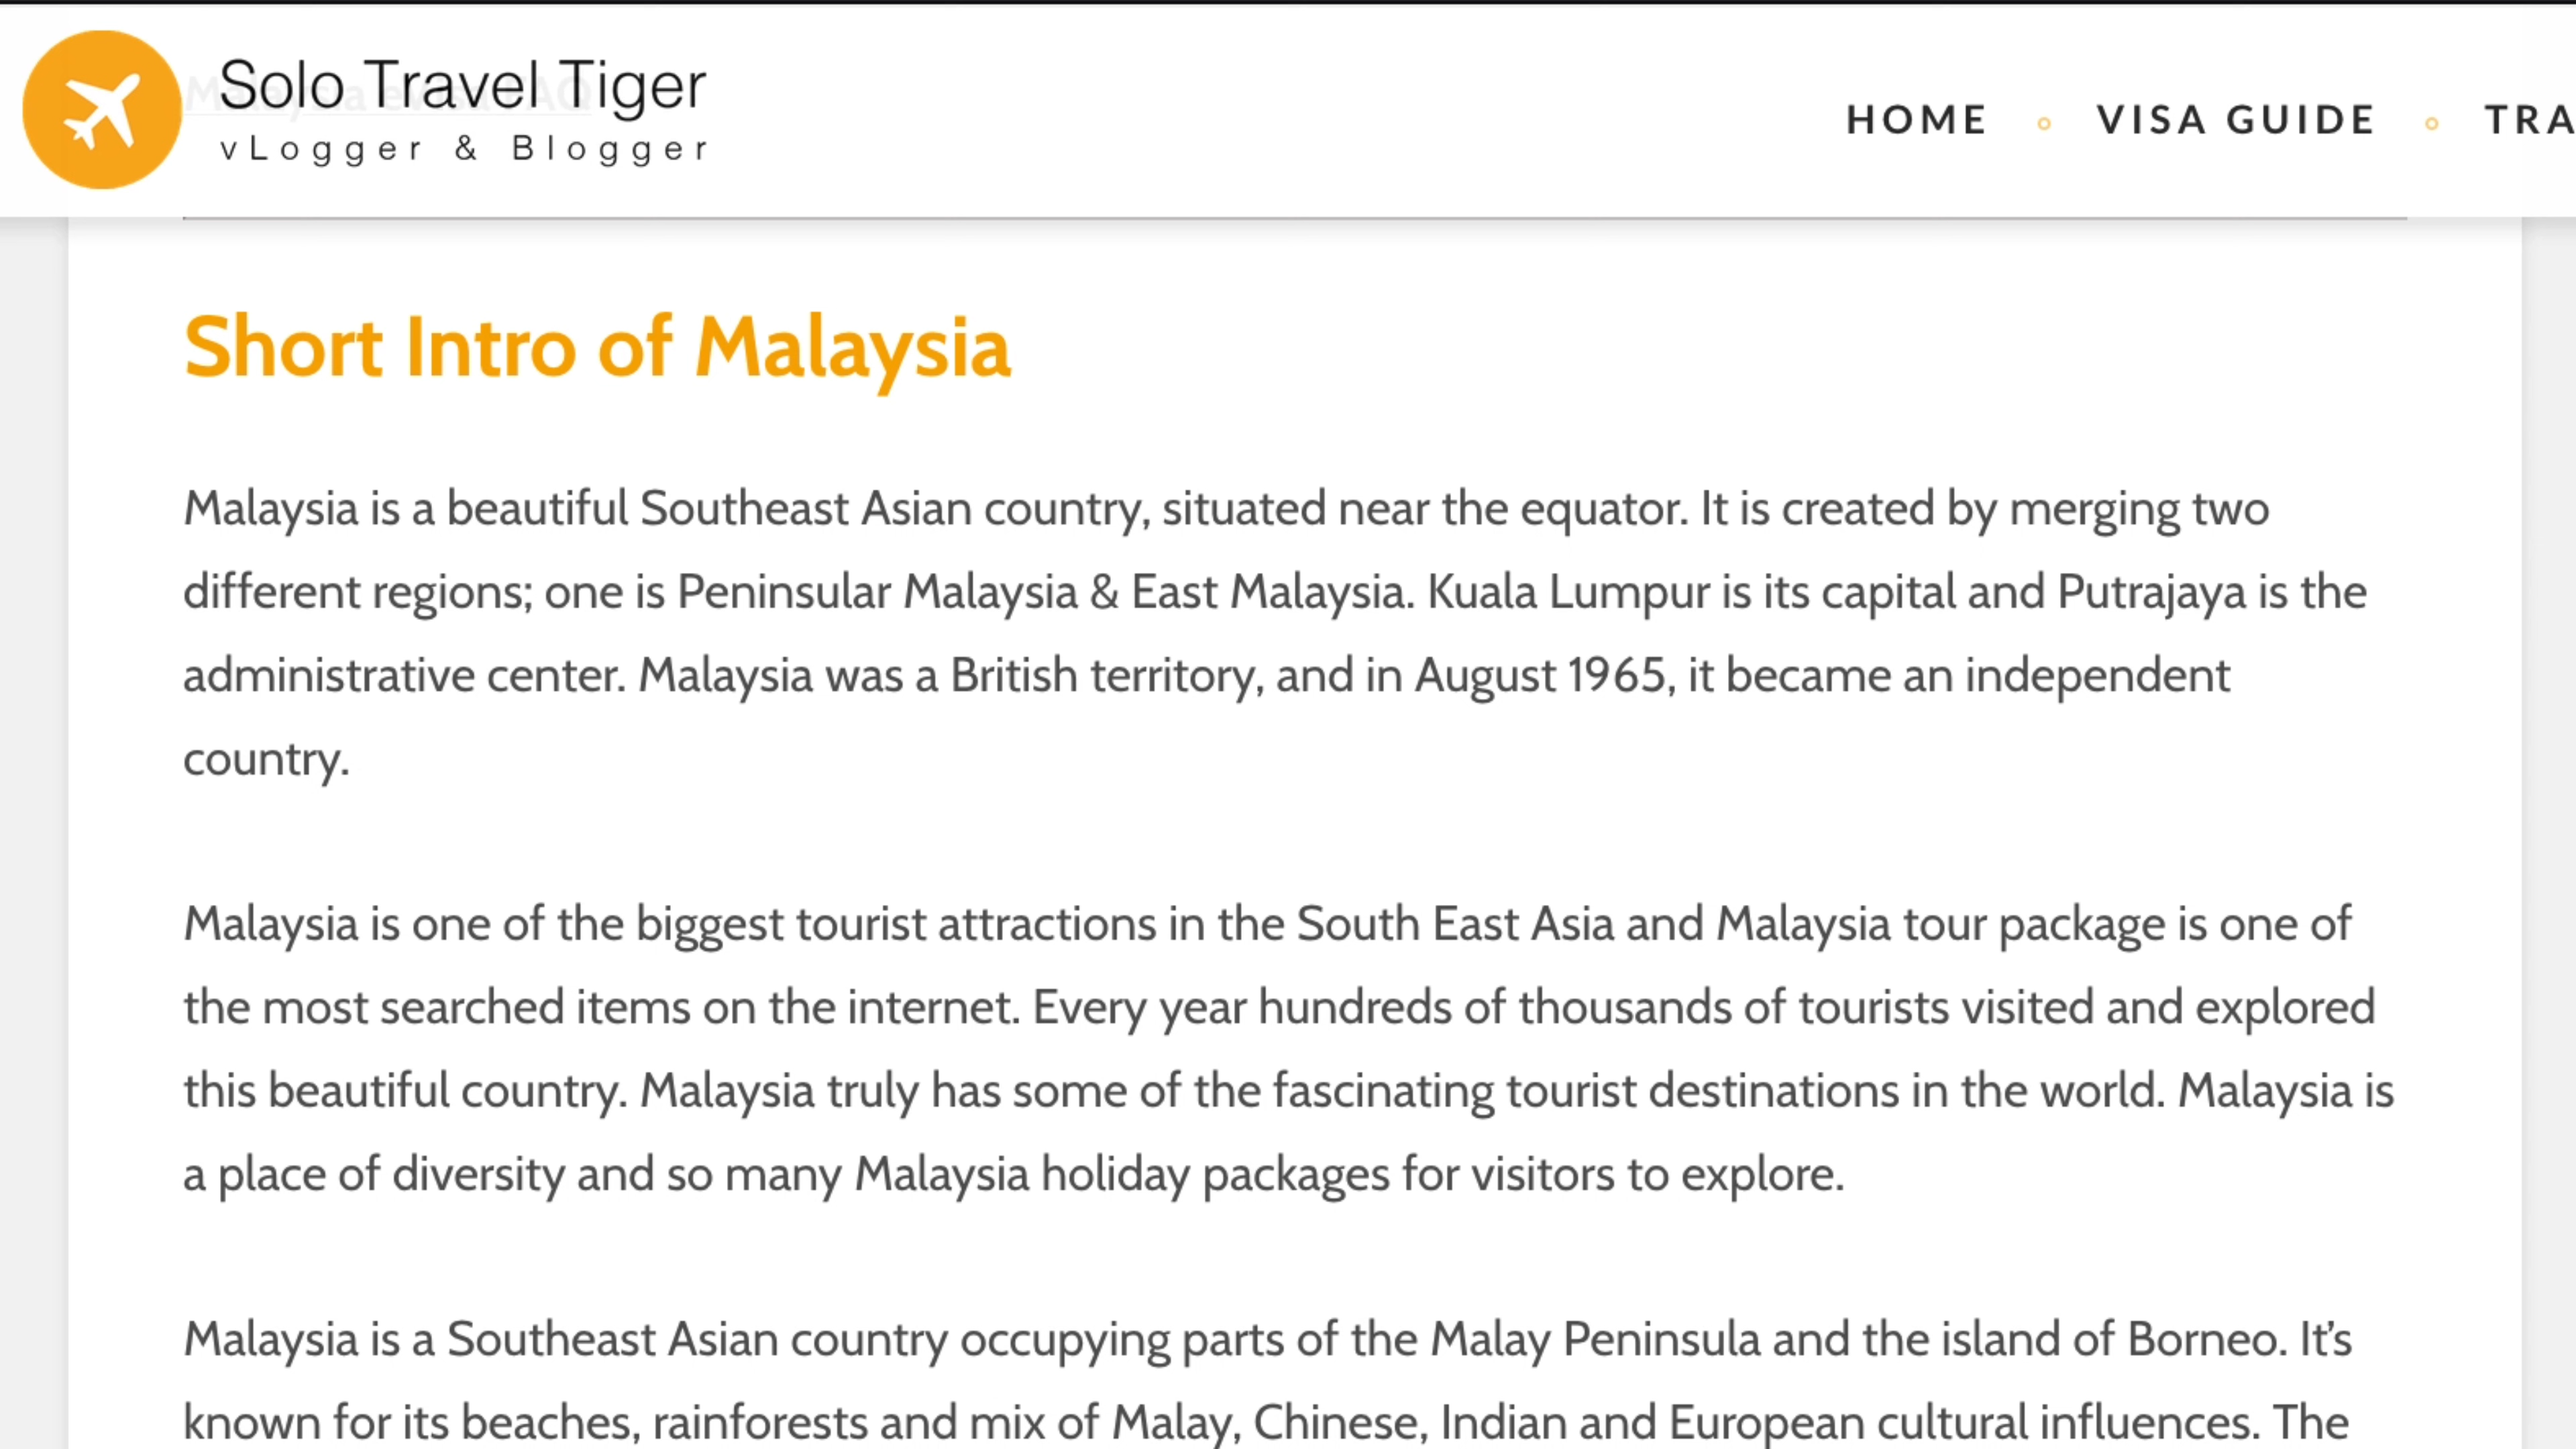 Solo Travel Tiger
vLogger & Blogger
Malaysia eVisa FAQ
HOME
VISA GUIDE
TRA
Short Intro of Malaysia
Malaysia is a beautiful Southeast Asian country, situated near the equator. It is created by merging two
different regions; one is Peninsular Malaysia & East Malaysia. Kuala Lumpur is its capital and Putrajaya is the
administrative center. Malaysia was a British territory, and in August 1965, it became an independent
country.
Malaysia is one of the biggest tourist attractions in the South East Asia and Malaysia tour package is one of
the most searched items on the internet. Every year hundreds of thousands of tourists visited and explored
this beautiful country. Malaysia truly has some of the fascinating tourist destinations in the world. Malaysia is
a place of diversity and so many Malaysia holiday packages for visitors to explore.
Malaysia is a Southeast Asian country occupying parts of the Malay Peninsula and the island of Borneo. It’s
known for its beaches, rainforests and mix of Malay, Chinese, Indian and European cultural influences. The